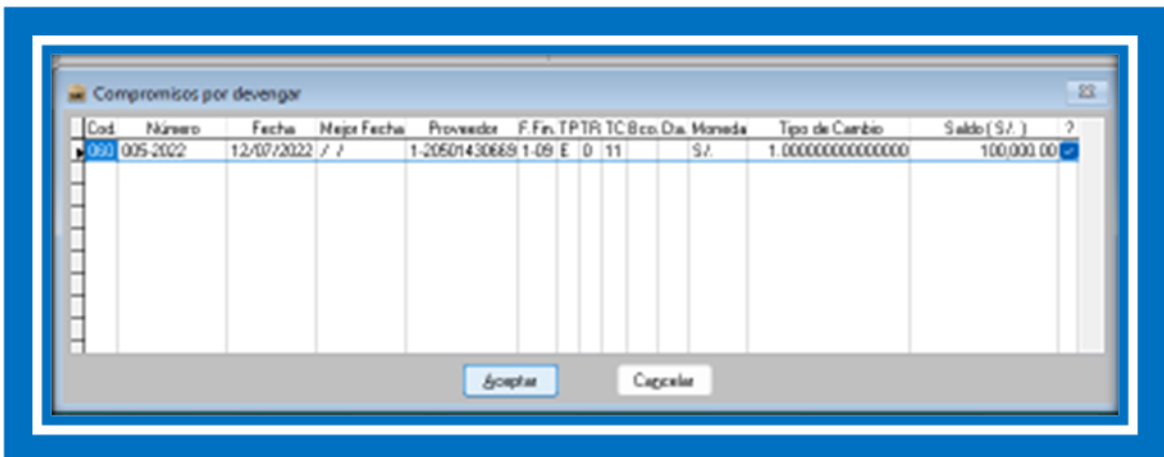 Compromisos por devengar
Cod. Número Fecha Mejor Fecha Proveedor F.Fin. TP TR TC Bco. Cta. Moneda Tipo de Cambio Saldo ( S/. ) ?
060 005-2022 12/07/2022 / / 1-20501430669 1-09 E 0 11 S/. 1.000000000000000 100,000.00
Aceptar Cancelar